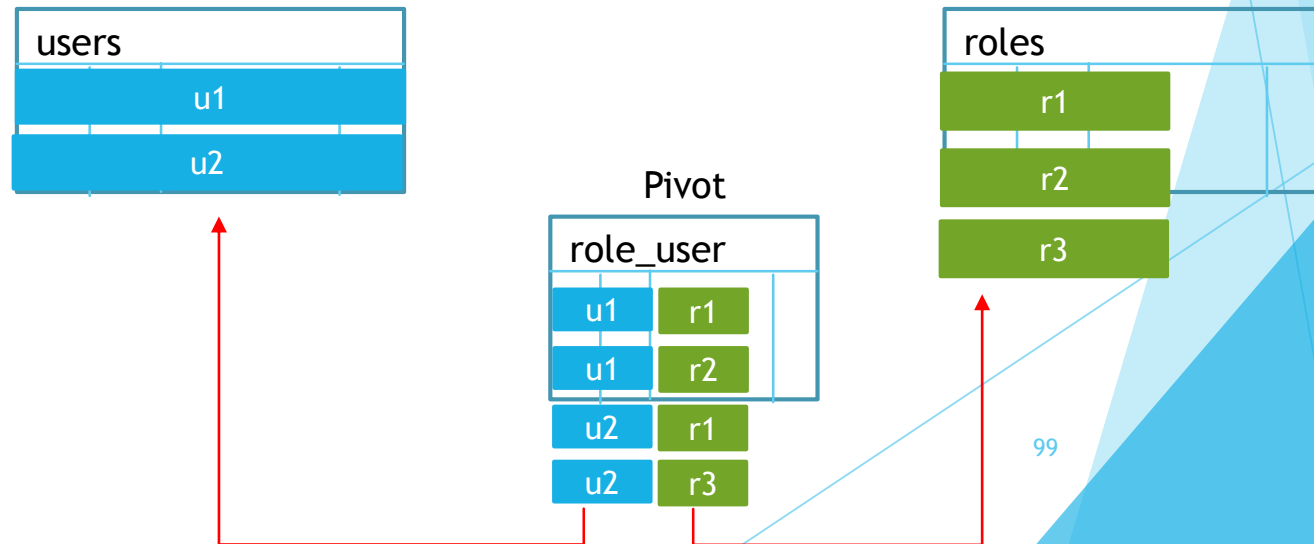 users
u1
u2
roles
r1
r2
r3
Pivot
role_user
u1 r1
u1 r2
u2 r1
u2 r3
99